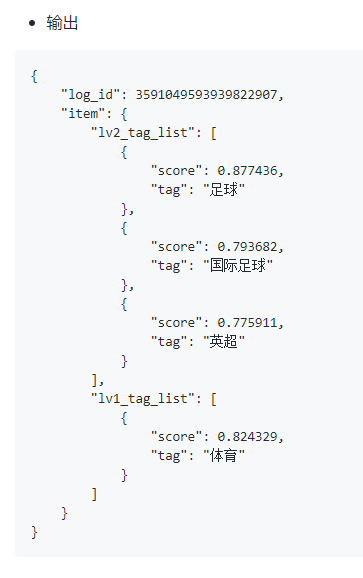 • 输出
{
    "log_id": 3591049593939822907,
    "item": {
        "lv2_tag_list": [
            {
                "score": 0.877436,
                "tag": "足球"
            },
            {
                "score": 0.793682,
                "tag": "国际足球"
            },
            {
                "score": 0.775911,
                "tag": "英超"
            }
        ],
        "lv1_tag_list": [
            {
                "score": 0.824329,
                "tag": "体育"
            }
        ]
    }
}